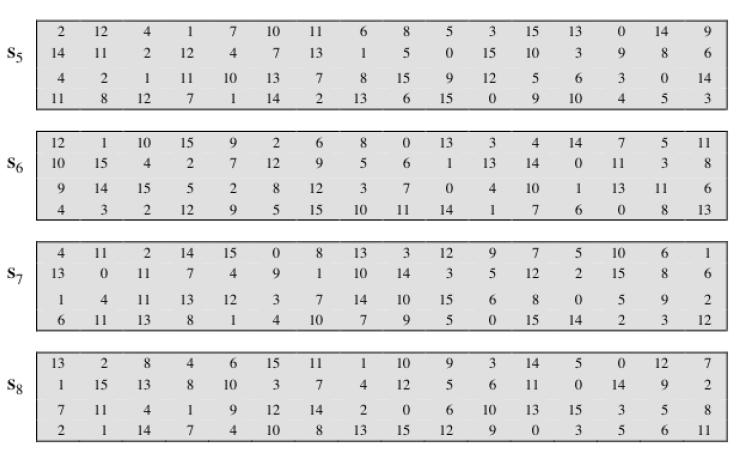 2 12 4 1 7 10 11 6 8 5 3 15 13 0 14 9
S5 14 11 2 12 4 7 13 1 5 0 15 10 3 9 8 6
4 2 1 11 10 13 7 8 15 9 12 5 6 3 0 14
11 8 12 7 1 14 2 13 6 15 0 9 10 4 5 3
12 1 10 15 9 2 6 8 0 13 3 4 14 7 5 11
S6 10 15 4 2 7 12 9 5 6 1 13 14 0 11 3 8
9 14 15 5 2 8 12 3 7 0 4 10 1 13 11 6
4 3 2 12 9 5 15 10 11 14 1 7 6 0 8 13
4 11 2 14 15 0 8 13 3 12 9 7 5 10 6 1
S7 13 0 11 7 4 9 1 10 14 3 5 12 2 15 8 6
1 4 11 13 12 3 7 14 10 15 6 8 0 5 9 2
6 11 13 8 1 4 10 7 9 5 0 15 14 2 3 12
13 2 8 4 6 15 11 1 10 9 3 14 5 0 12 7
S8 1 15 13 8 10 3 7 4 12 5 6 11 0 14 9 2
7 11 4 1 9 12 14 2 0 6 10 13 15 3 5 8
2 1 14 7 4 10 8 13 15 12 9 0 3 5 6 11